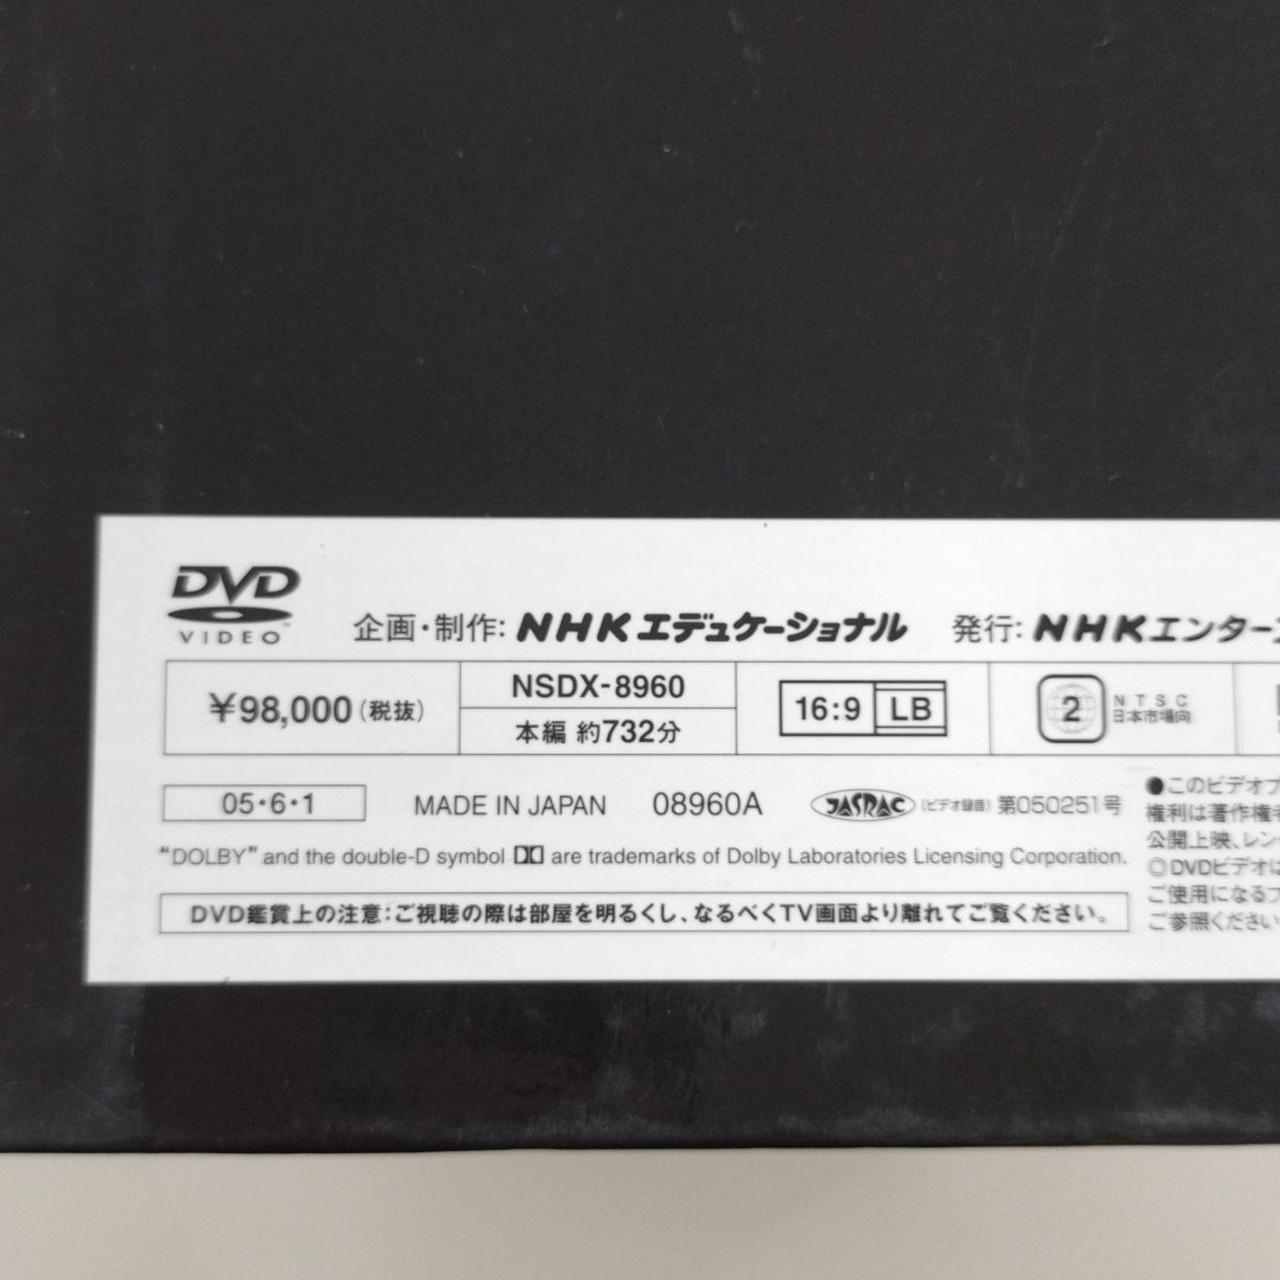 DVD
VIDEO™
企画・制作:NHKエデュケーショナル 発行:NHKエンター
¥98,000(税抜)
NSDX-8960
本編 約732分
16:9 LB
2
NTSC
日本市場向
05・6・1 MADE IN JAPAN 08960A JASRAC(ビデオ録音)第050251号
"DOLBY" and the double-D symbol are trademarks of Dolby Laboratories Licensing Corporation.
DVD鑑賞上の注意:ご視聴の際は部屋を明るくし、なるべくTV画面より離れてご覧ください。
●このビデオプ
権利は著作権者
公開上映、レン
◎DVDビデオは
ご使用になるプ
ご参照ください